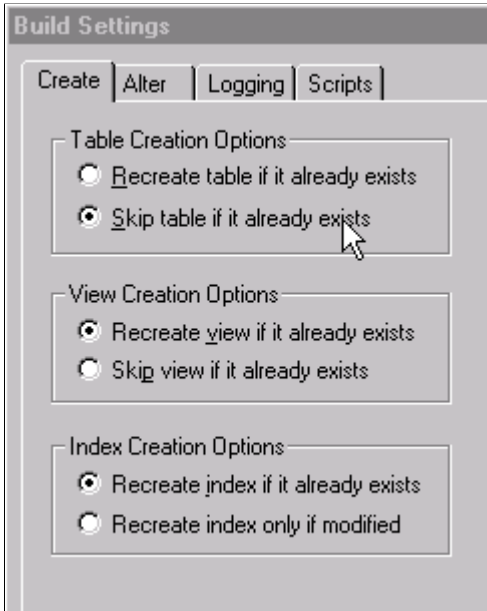 Build Settings
Create Alter Logging Scripts
Table Creation Options
Recreate table if it already exists
Skip table if it already exists
View Creation Options
Recreate view if it already exists
Skip view if it already exists
Index Creation Options
Recreate index if it already exists
Recreate index only if modified